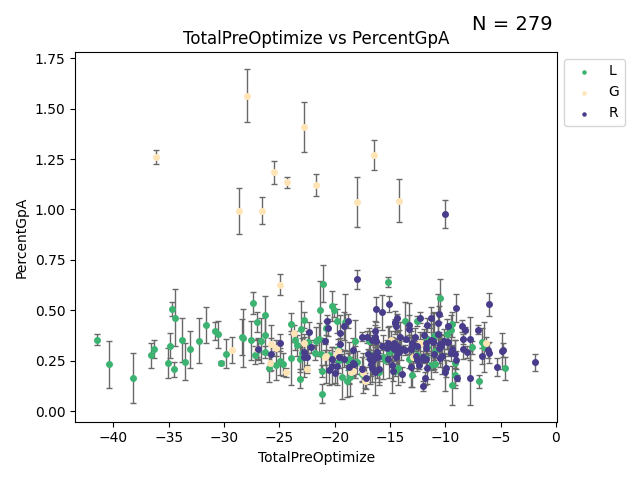 N = 279
TotalPreOptimize vs PercentGpA
1.75
1.50
1.25
1.00
0.75
0.50
0.25
0.00
PercentGpA
−40
−35
−30
−25
−20
−15
−10
−5
0
TotalPreOptimize
L
G
R